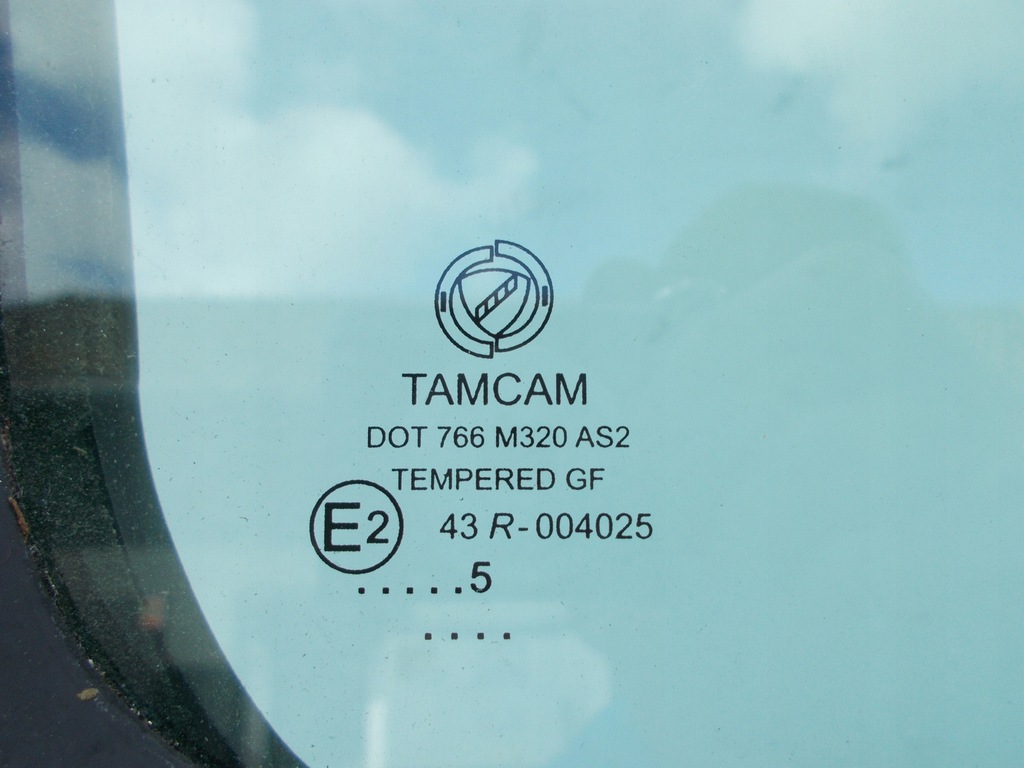 TAMCAM
DOT 766 M320 AS2
TEMPERED GF
E2 43 R-004025
.....5
....